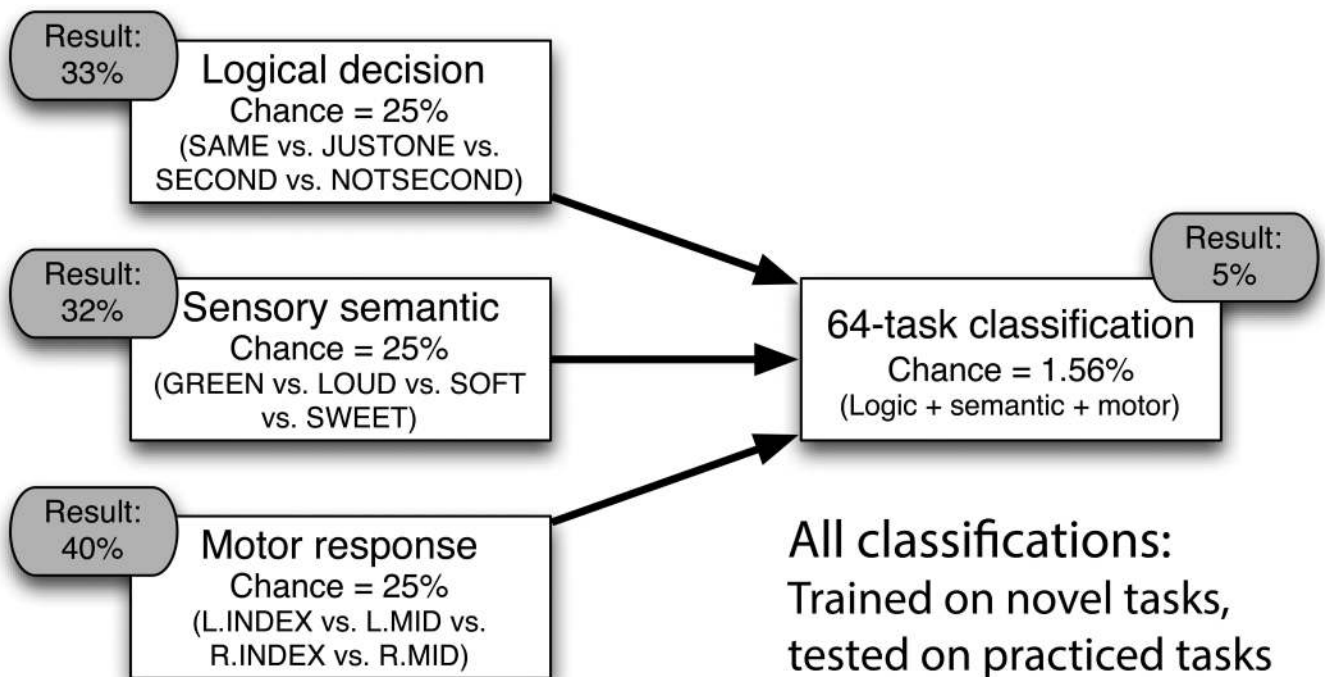 Result:
33%
Logical decision
Chance = 25%
(SAME vs. JUSTONE vs.
SECOND vs. NOTSECOND)
Result:
32%
Sensory semantic
Chance = 25%
(GREEN vs. LOUD vs. SOFT
vs. SWEET)
Result:
40%
Motor response
Chance = 25%
(L.INDEX vs. L.MID vs.
R.INDEX vs. R.MID)
Result:
5%
64-task classification
Chance = 1.56%
(Logic + semantic + motor)
All classifications:
Trained on novel tasks,
tested on practiced tasks